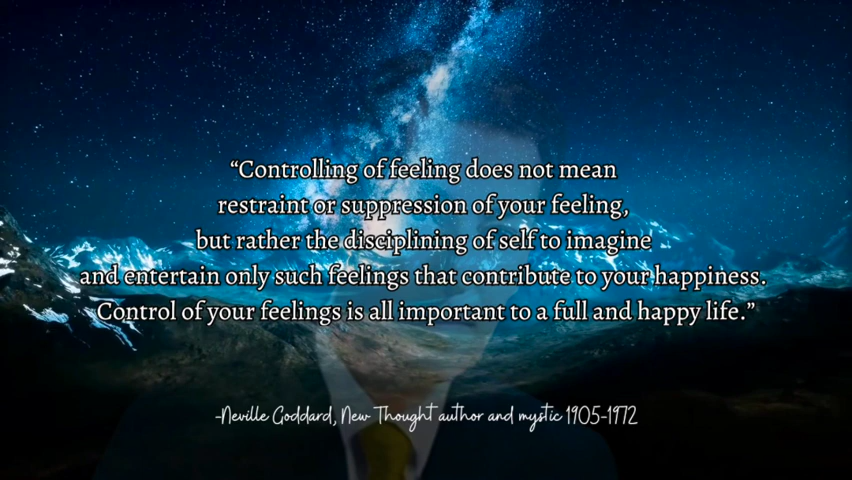 “Controlling of feeling does not mean
restraint or suppression of your feeling,
but rather the disciplining of self to imagine
and entertain only such feelings that contribute to your happiness.
Control of your feelings is all important to a full and happy life.”
-Neville Goddard, New Thought author and mystic 1905-1972